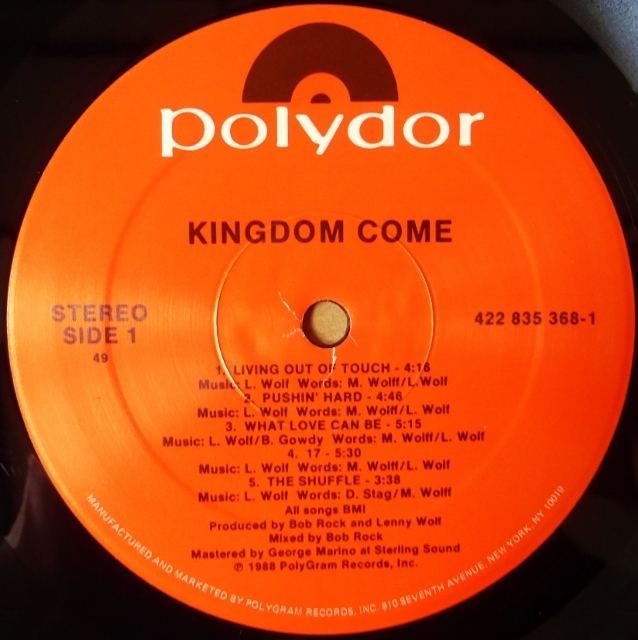 polydor
KINGDOM COME
STEREO
SIDE 1
49
422 835 368-1
1. LIVING OUT OF TOUCH - 4:16
Music: L. Wolf Words: M. Wolff/L. Wolf
2. PUSHIN' HARD - 4:46
Music: L. Wolf Words: M. Wolff/L. Wolf
3. WHAT LOVE CAN BE - 5:15
Music: L. Wolf/B. Gowdy Words: M. Wolff/L. Wolf
4. 17 - 5:30
Music: L. Wolf Words: M. Wolff/L. Wolf
5. THE SHUFFLE - 3:38
Music: L. Wolf Words: D. Stag/M. Wolff
All songs BMI
Produced by Bob Rock and Lenny Wolf
Mixed by Bob Rock
Mastered by George Marino at Sterling Sound
℗ 1988 PolyGram Records, Inc.
MANUFACTURED AND MARKETED BY POLYGRAM RECORDS, INC. 810 SEVENTH AVENUE, NEW YORK, NY 10019